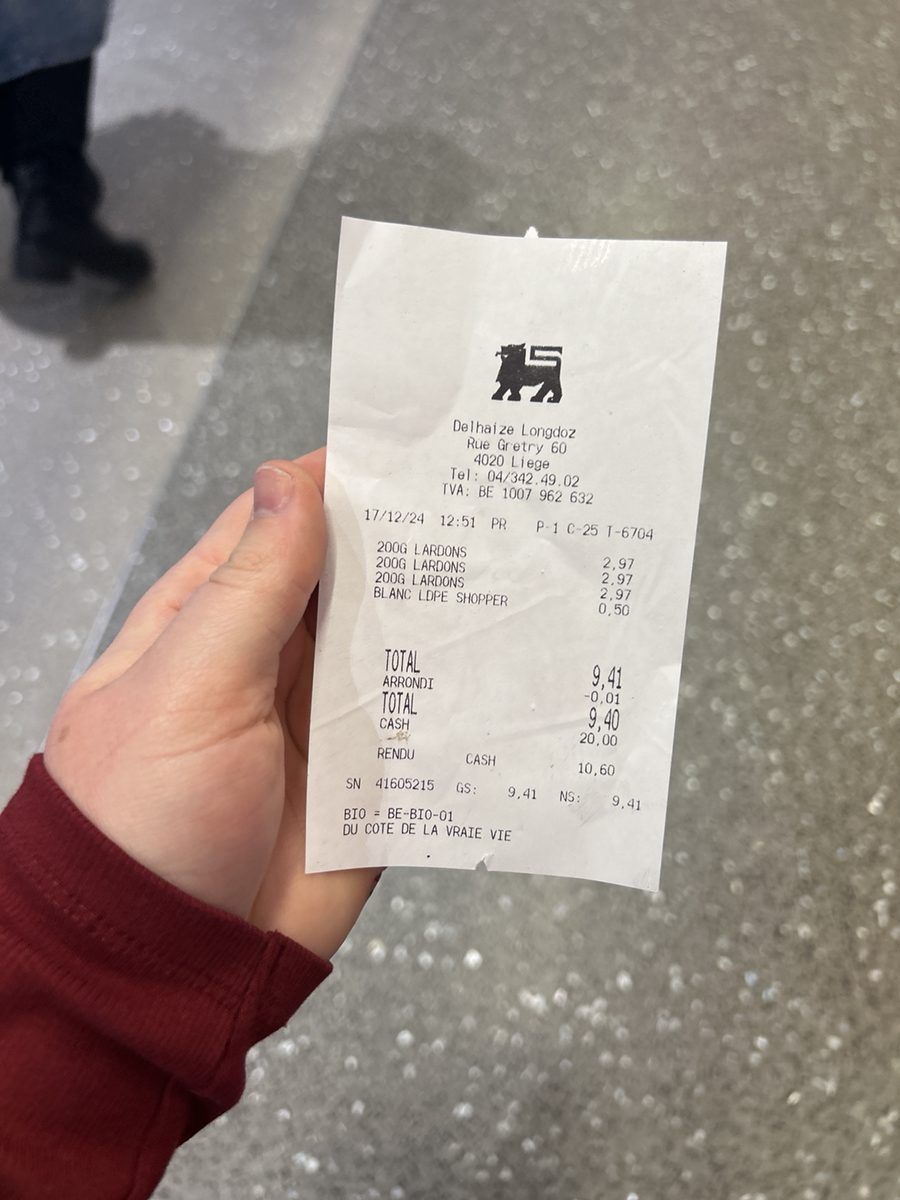 Delhaize Longdoz
Rue Gretry 60
4020 Liege
Tel: 04/342.49.02
TVA: BE 1007 962 632
17/12/24 12:51 PR P-1 C-25 T-6704
200G LARDONS 2,97
200G LARDONS 2,97
200G LARDONS 2,97
BLANC LDPE SHOPPER 0,50
TOTAL 9,41
ARRONDI -0,01
TOTAL 9,40
CASH 20,00
RENDU CASH 10,60
SN 41605215 GS: 9,41 NS: 9,41
BIO = BE-BIO-01
DU COTE DE LA VRAIE VIE